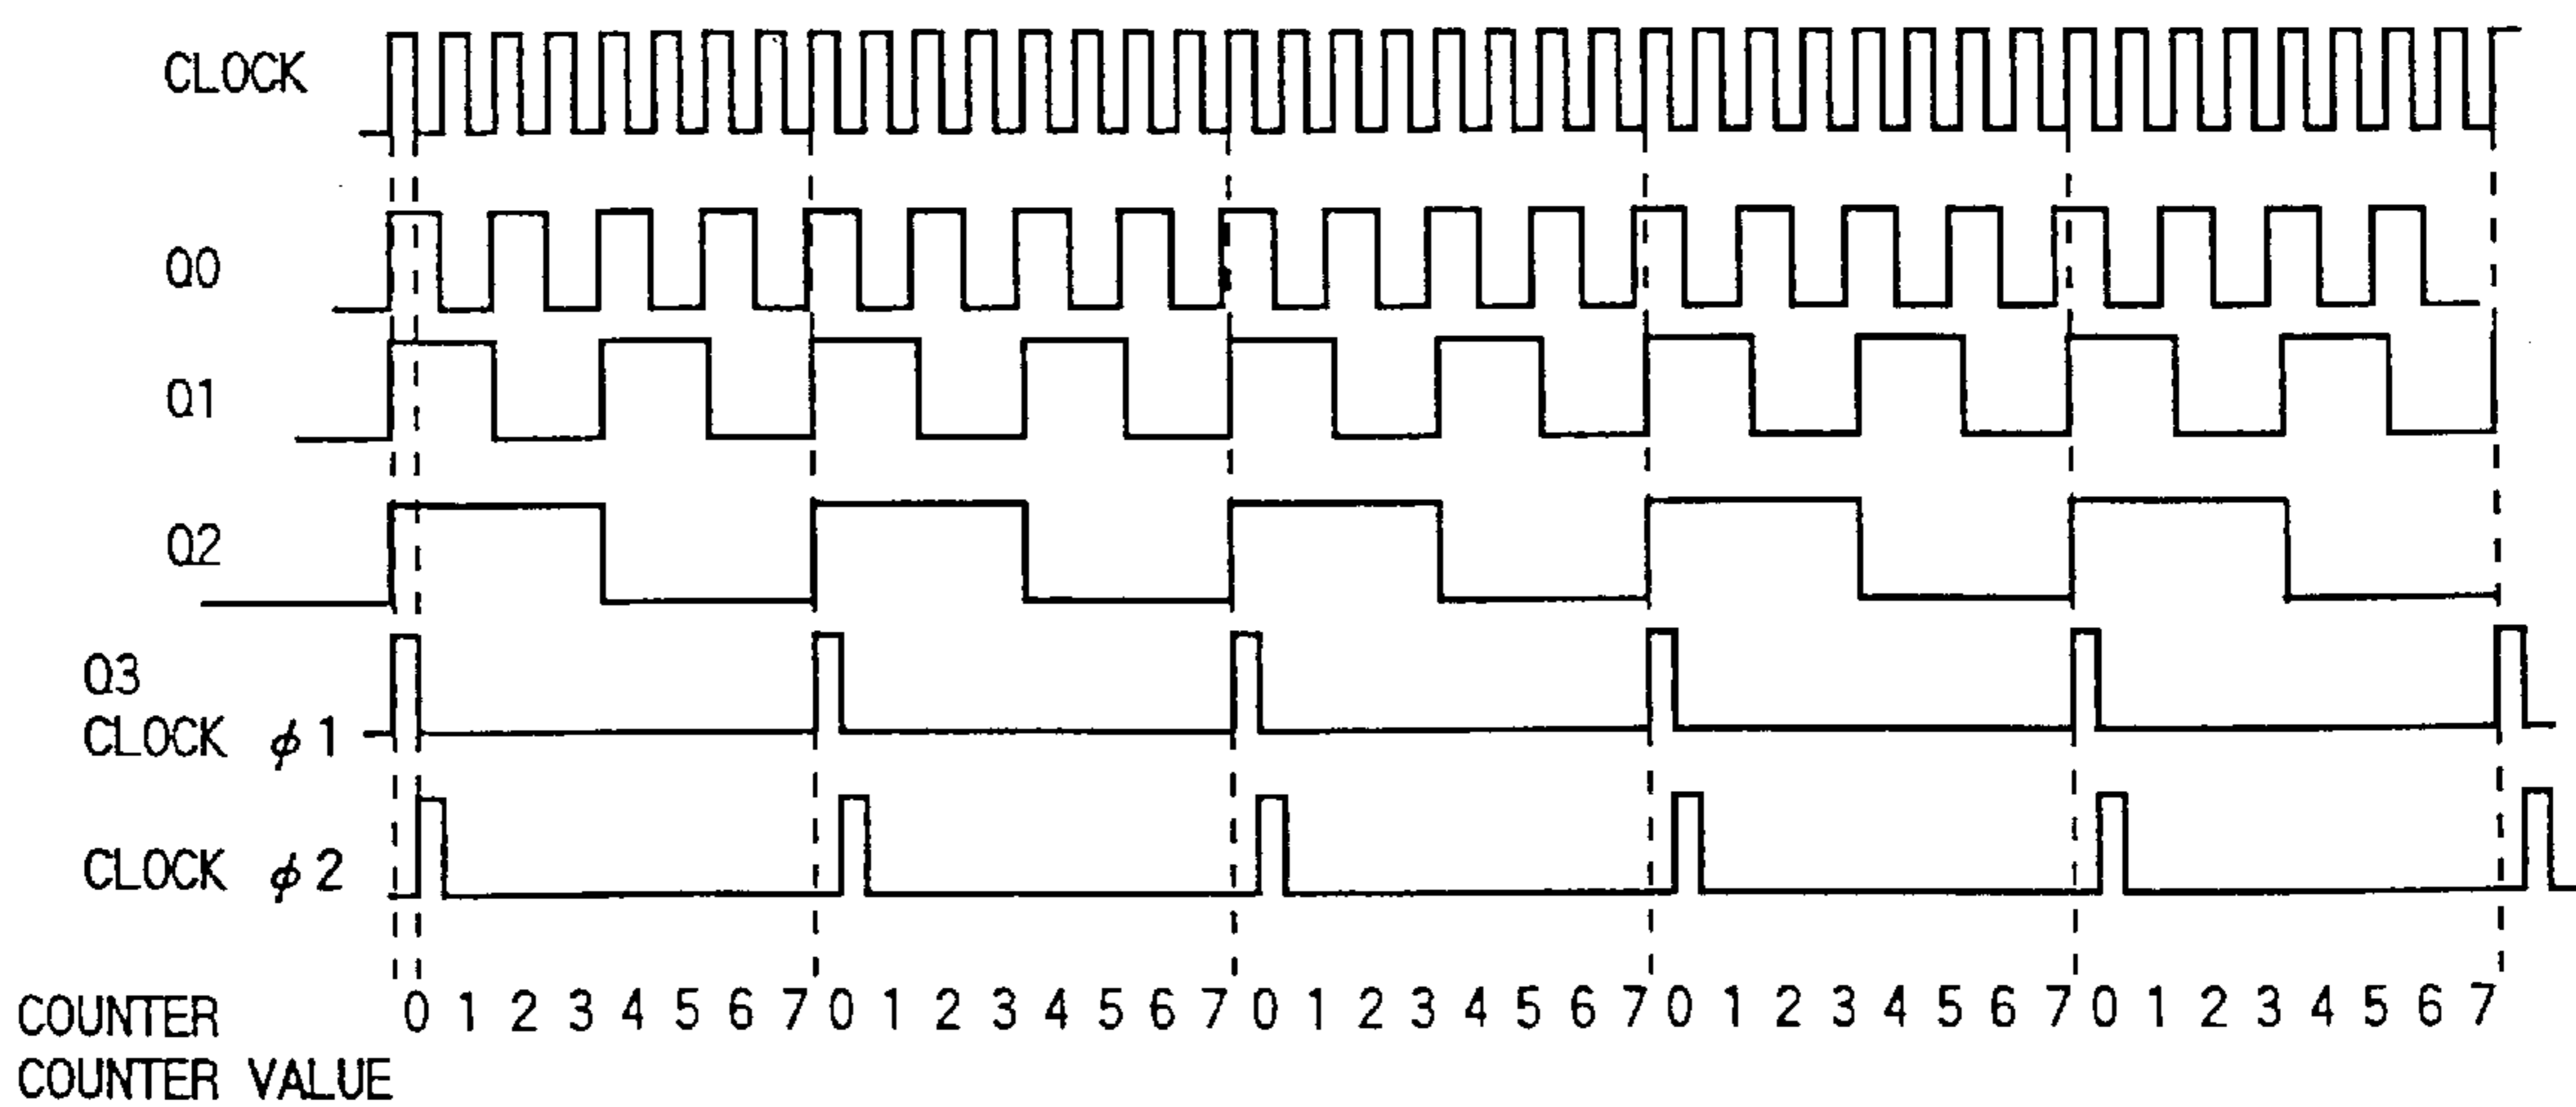 CLOCK
Q0
Q1
Q2
Q3
CLOCK ϕ1
CLOCK ϕ2
COUNTER 0 1 2 3 4 5 6 7 0 1 2 3 4 5 6 7 0 1 2 3 4 5 6 7 0 1 2 3 4 5 6 7 0 1 2 3 4 5 6 7
COUNTER VALUE